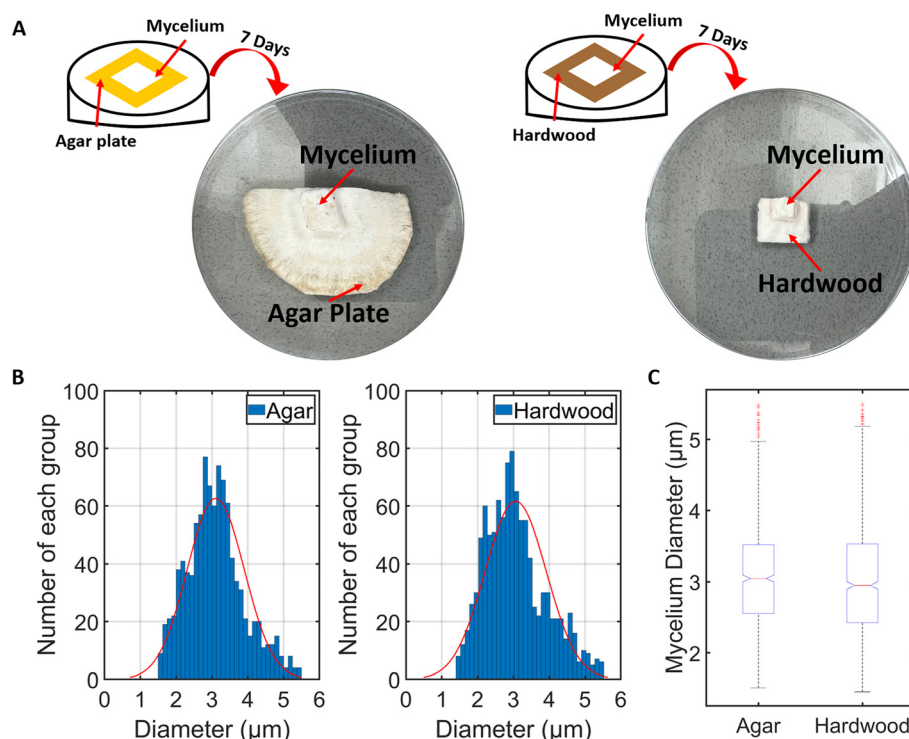 A
Mycelium
7 Days
Agar plate
Mycelium
Agar Plate
Mycelium
7 Days
Hardwood
Mycelium
Hardwood
B
Number of each group
100
80
60
40
20
0
0 1 2 3 4 5 6
Diameter (µm)
Agar
Number of each group
100
80
60
40
20
0
0 1 2 3 4 5 6
Diameter (µm)
Hardwood
C
Mycelium Diameter (µm)
5
4
3
2
Agar Hardwood